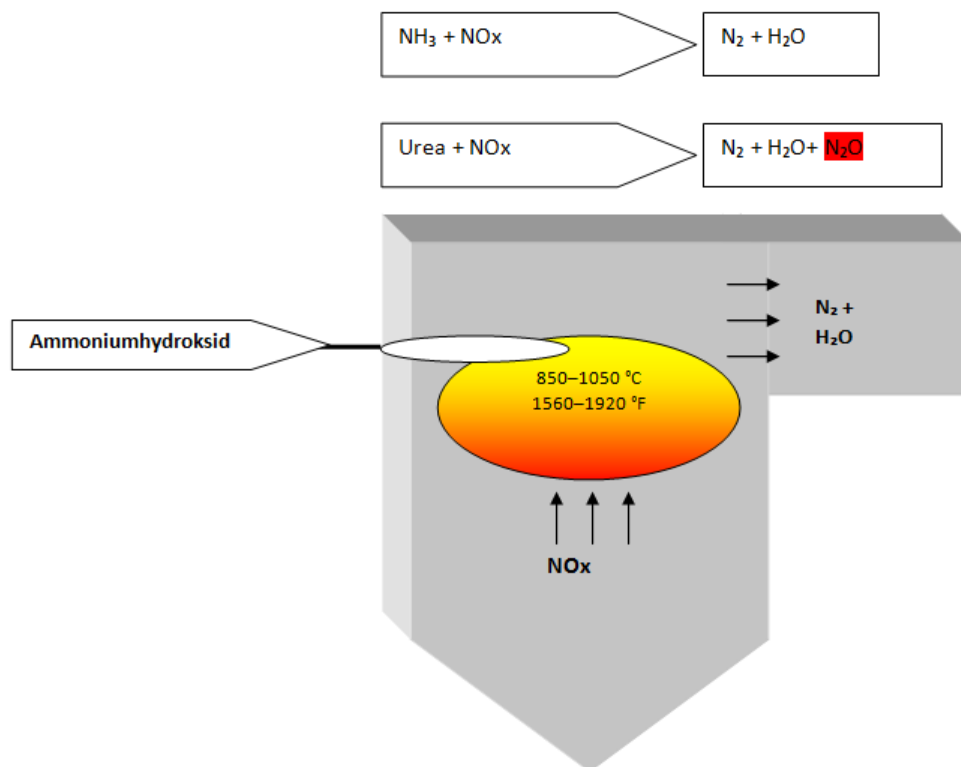 NH₃ + NOx
N₂ + H₂O
Urea + NOx
N₂ + H₂O+ N₂O
Ammoniumhydroksid
N₂ +
H₂O
850–1050 °C
1560–1920 °F
NOx